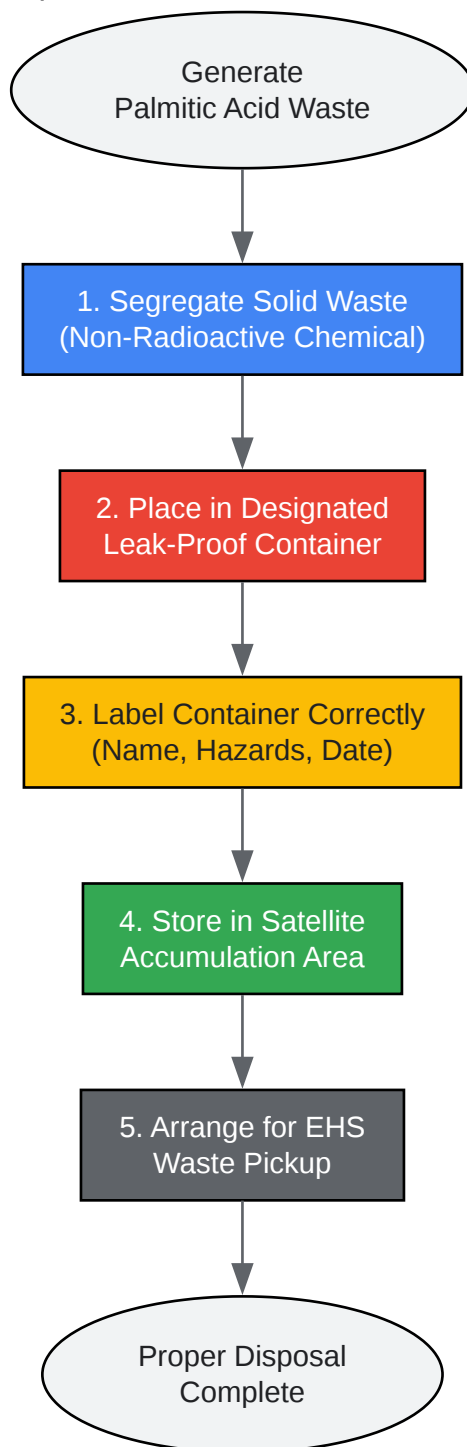 Generate
Palmitic Acid Waste
1. Segregate Solid Waste
(Non-Radioactive Chemical)
2. Place in Designated
Leak-Proof Container
3. Label Container Correctly
(Name, Hazards, Date)
4. Store in Satellite
Accumulation Area
5. Arrange for EHS
Waste Pickup
Proper Disposal
Complete